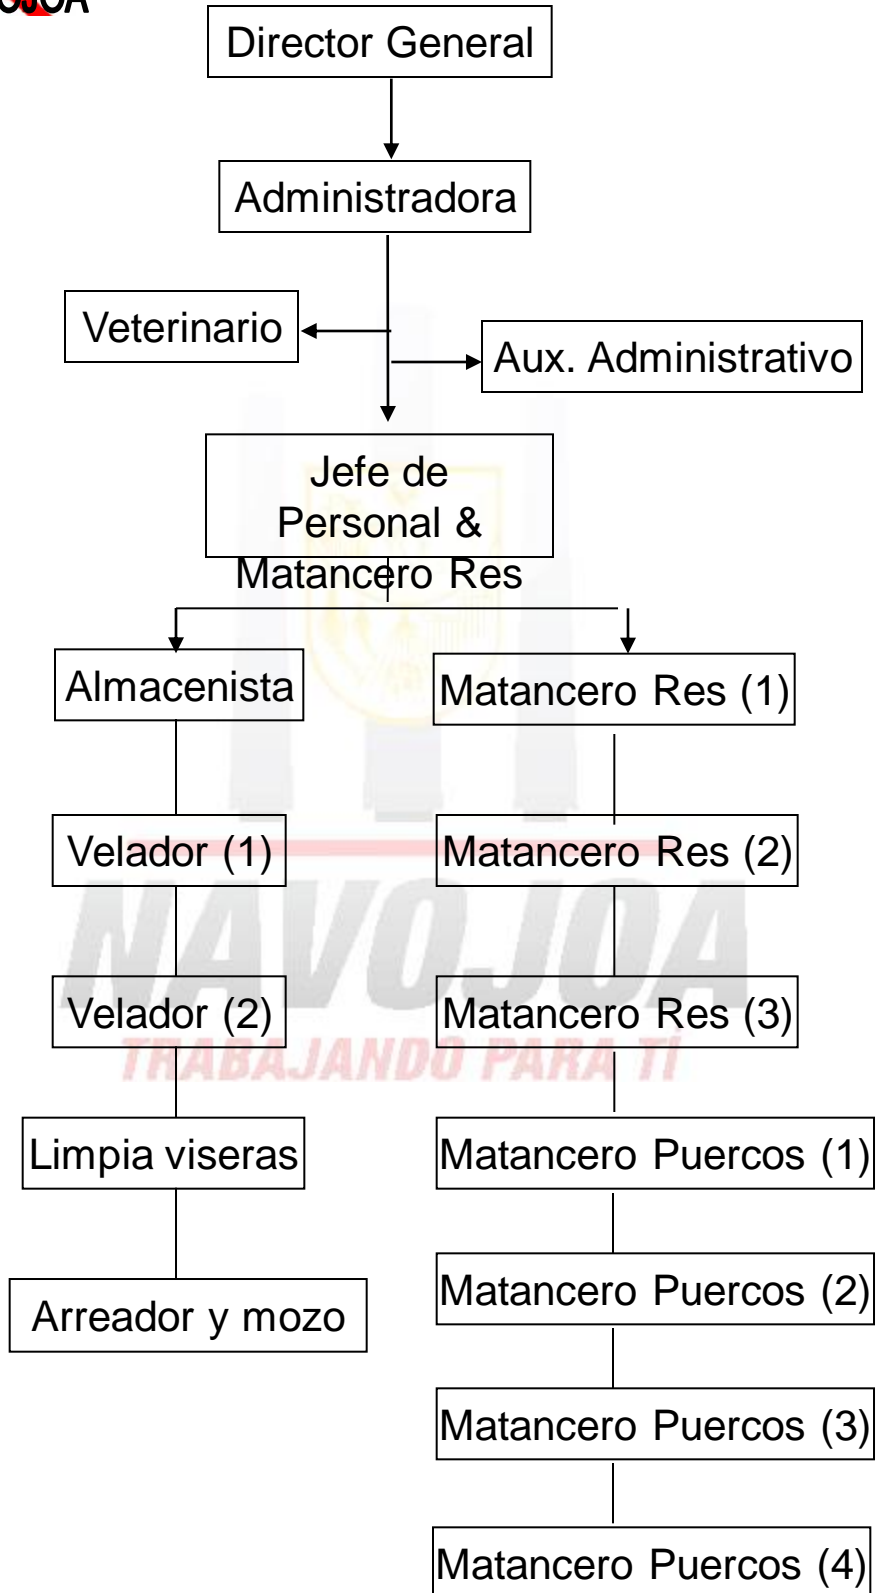 Director General
Administradora
Veterinario
Aux. Administrativo
Jefe de
Personal &
Matancero Res
Almacenista
Matancero Res (1)
Velador (1)
Matancero Res (2)
NAVOJOA
Velador (2)
Matancero Res (3)
TRABAJANDO PARA TÍ
Limpia viseras
Matancero Puercos (1)
Matancero Puercos (2)
Arreador y mozo
Matancero Puercos (3)
Matancero Puercos (4)